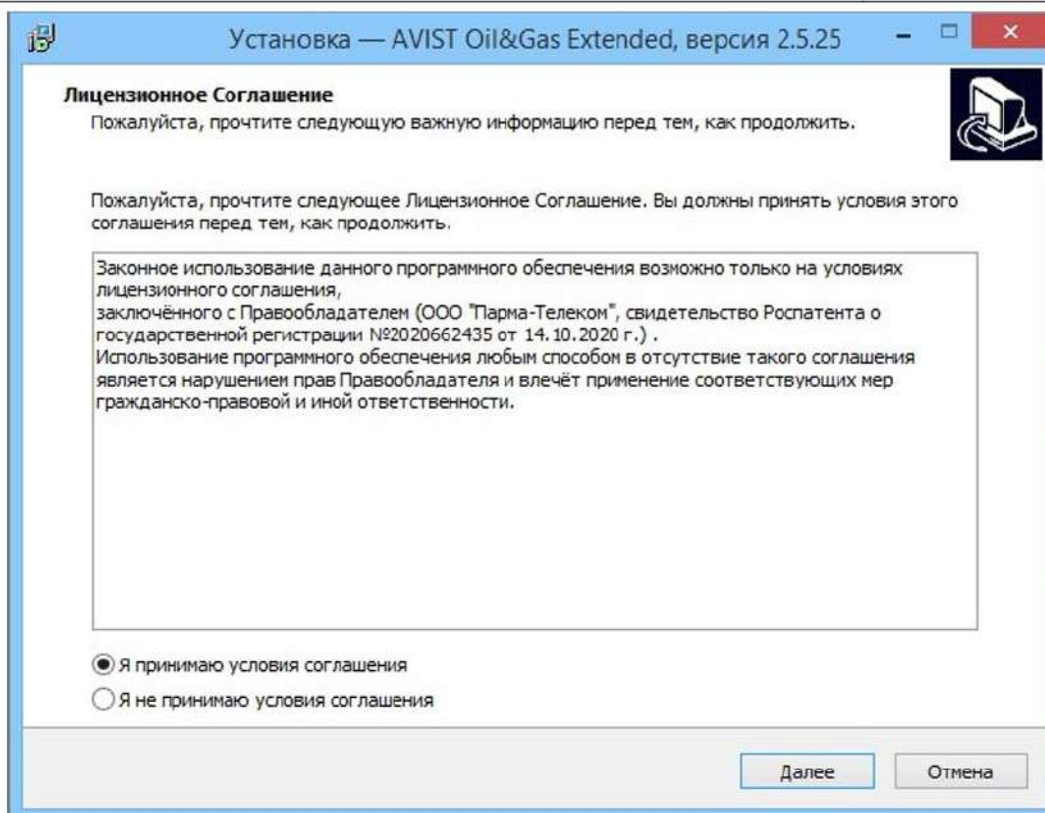 Установка — AVIST Oil&Gas Extended, версия 2.5.25
Лицензионное Соглашение
Пожалуйста, прочтите следующую важную информацию перед тем, как продолжить.
Пожалуйста, прочтите следующее Лицензионное Соглашение. Вы должны принять условия этого
соглашения перед тем, как продолжить.
Законное использование данного программного обеспечения возможно только на условиях
лицензионного соглашения,
заключённого с Правообладателем (ООО "Парма-Телеком", свидетельство Роспатента о
государственной регистрации №2020662435 от 14.10.2020 г.) .
Использование программного обеспечения любым способом в отсутствие такого соглашения
является нарушением прав Правообладателя и влечёт применение соответствующих мер
гражданско-правовой и иной ответственности.
Я принимаю условия соглашения
Я не принимаю условия соглашения
Далее
Отмена